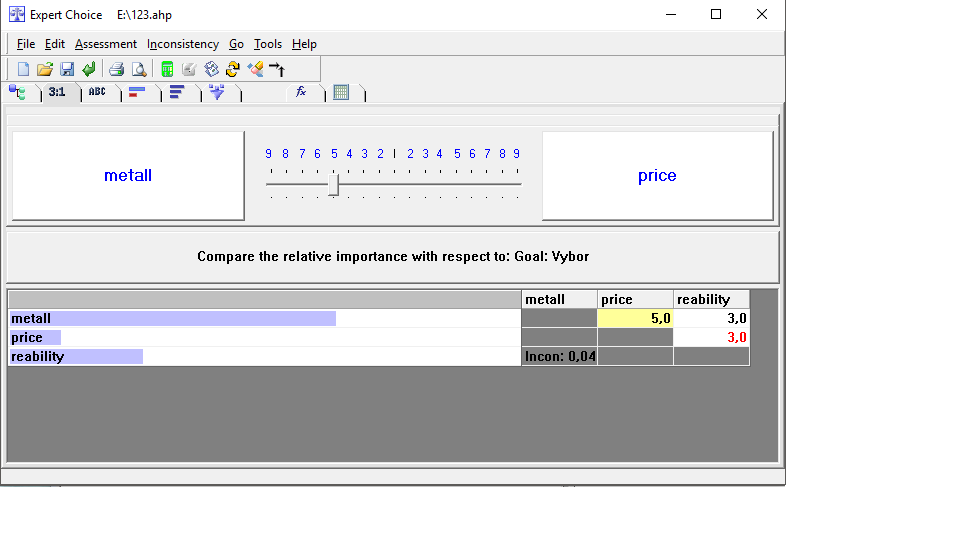 Expert Choice E:\123.ahp
File Edit Assessment Inconsistency Go Tools Help
3:1 ABC fx
9 8 7 6 5 4 3 2 1 2 3 4 5 6 7 8 9
metall
price
Compare the relative importance with respect to: Goal: Vybor
metall price reability
metall 5,0 3,0
price 3,0
reability Incon: 0,04